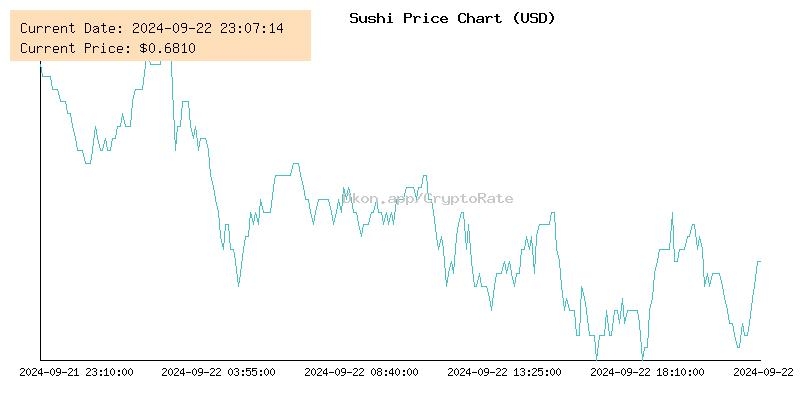 Sushi Price Chart (USD)
Current Date: 2024-09-22 23:07:14
Current Price: $0.6810
Okon.app/CryptoRate
2024-09-21 23:10:00 2024-09-22 03:55:00 2024-09-22 08:40:00 2024-09-22 13:25:00 2024-09-22 18:10:00 2024-09-22